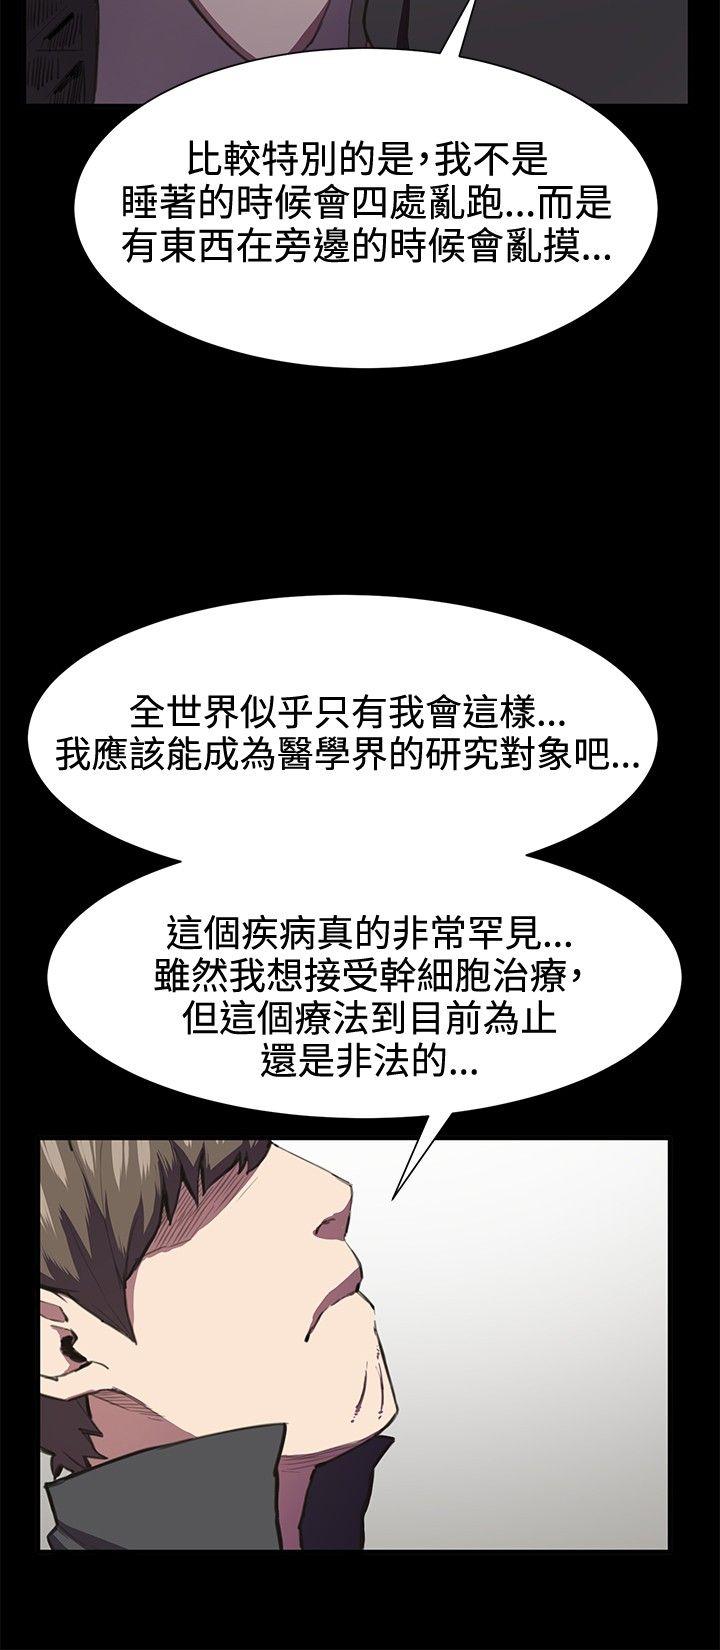 比較特別的是，我不是
睡著的時候會四處亂跑...而是
有東西在旁邊的時候會亂摸...
全世界似乎只有我會這樣...
我應該能成為醫學界的研究對象吧...
這個疾病真的非常罕見...
雖然我想接受幹細胞治療，
但這個療法到目前為止
還是非法的...